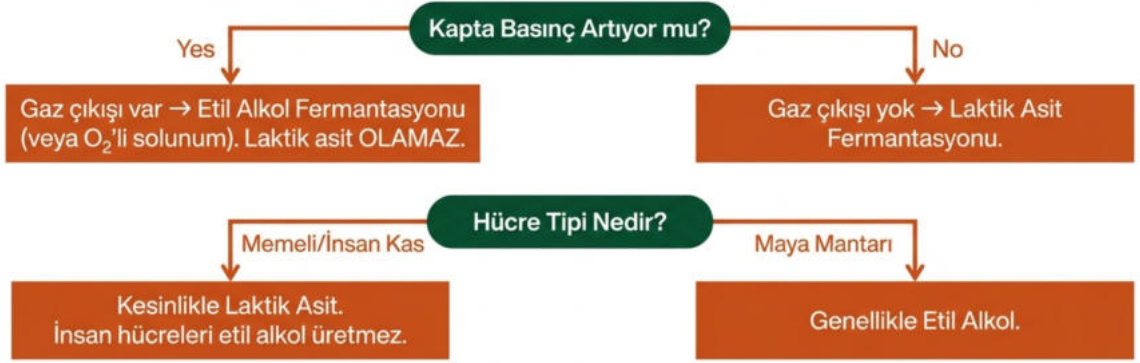 Kapta Basınç Artıyor mu?
Yes
No
Gaz çıkışı var → Etil Alkol Fermantasyonu
(veya O₂'li solunum). Laktik asit OLAMAZ.
Gaz çıkışı yok → Laktik Asit
Fermantasyonu.
Hücre Tipi Nedir?
Memeli/İnsan Kas
Maya Mantarı
Kesinlikle Laktik Asit.
İnsan hücreleri etil alkol üretmez.
Genellikle Etil Alkol.